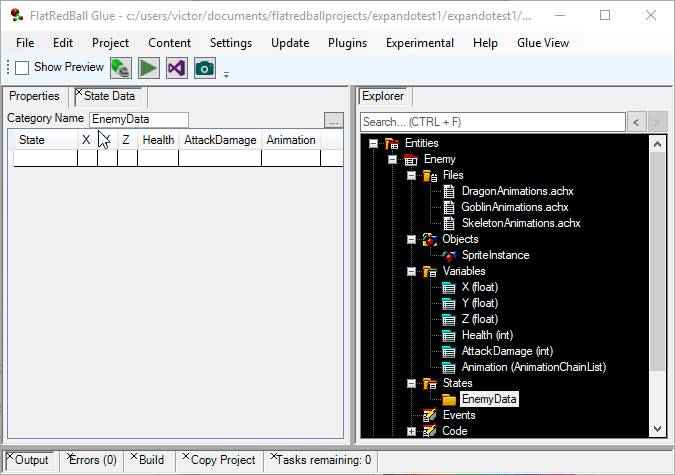 FlatRedBall Glue - c:/users/victor/documents/flatredballprojects/expandotest1/expandotest1/...
File Edit Project Content Settings Update Plugins Experimental Help Glue View
Show Preview
Properties State Data
Category Name EnemyData ...
State X Y Z Health AttackDamage Animation
Explorer
Search... (CTRL + F) < >
Entities
Enemy
Files
DragonAnimations.achx
GoblinAnimations.achx
SkeletonAnimations.achx
Objects
SpriteInstance
Variables
X (float)
Y (float)
Z (float)
Health (int)
AttackDamage (int)
Animation (AnimationChainList)
States
EnemyData
Events
Code
Output Errors (0) Build Copy Project Tasks remaining: 0